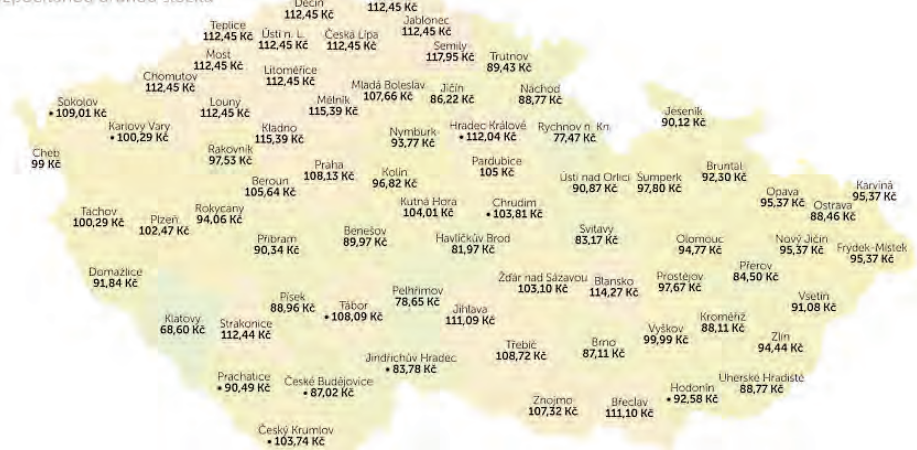 Děčín
112,45 Kč
112,45 Kč
Teplice
112,45 Kč
Ústí n. L.
112,45 Kč
Česká Lípa
112,45 Kč
Jablonec
112,45 Kč
Semily
117,95 Kč
Most
112,45 Kč
Trutnov
89,43 Kč
Chomutov
112,45 Kč
Litoměřice
112,45 Kč
Mladá Boleslav
107,66 Kč
Jičín
86,22 Kč
Náchod
88,77 Kč
Sokolov
• 109,01 Kč
Louny
112,45 Kč
Mělník
115,39 Kč
Jeseník
90,12 Kč
Karlovy Vary
• 100,29 Kč
Kladno
115,39 Kč
Nymburk
93,77 Kč
Hradec Králové
• 112,04 Kč
Rychnov n. Kn.
77,47 Kč
Cheb
99 Kč
Rakovník
97,53 Kč
Praha
108,13 Kč
Kolín
96,82 Kč
Pardubice
105 Kč
Beroun
105,64 Kč
Ústí nad Orlicí
90,87 Kč
Šumperk
97,80 Kč
Bruntál
92,30 Kč
Opava
95,37 Kč
Karviná
95,37 Kč
Ostrava
88,46 Kč
Tachov
100,29 Kč
Plzeň
102,47 Kč
Rokycany
94,06 Kč
Kutná Hora
104,01 Kč
Chrudim
• 103,81 Kč
Příbram
90,34 Kč
Benešov
89,97 Kč
Havlíčkův Brod
81,97 Kč
Svitavy
83,17 Kč
Olomouc
94,77 Kč
Nový Jičín
95,37 Kč
Frýdek-Místek
95,37 Kč
Domažlice
91,84 Kč
Žďár nad Sázavou
103,10 Kč
Blansko
114,27 Kč
Prostějov
97,67 Kč
Přerov
84,50 Kč
Písek
88,96 Kč
Tábor
• 108,09 Kč
Pelhřimov
78,65 Kč
Jihlava
111,09 Kč
Vsetín
91,08 Kč
Klatovy
68,60 Kč
Strakonice
112,44 Kč
Vyškov
99,99 Kč
Kroměříž
88,11 Kč
Třebíč
108,72 Kč
Brno
87,11 Kč
Zlín
94,44 Kč
Jindřichův Hradec
• 83,78 Kč
Prachatice
• 90,49 Kč
České Budějovice
• 87,02 Kč
Hodonín
• 92,58 Kč
Uherské Hradiště
88,77 Kč
Znojmo
107,32 Kč
Břeclav
111,10 Kč
Český Krumlov
• 103,74 Kč